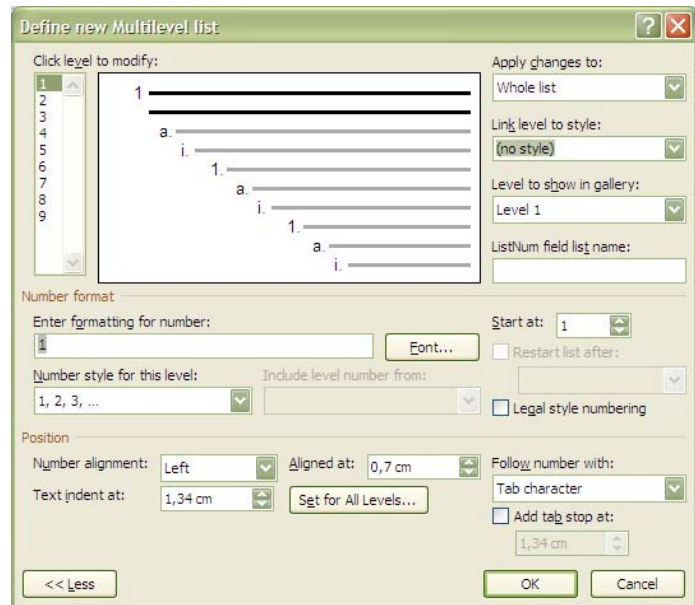 Define new Multilevel list
Click level to modify:
1
2
3
4
5
6
7
8
9
1
a.
i.
1.
a.
i.
1.
a.
i.
Apply changes to:
Whole list
Link level to style:
(no style)
Level to show in gallery:
Level 1
ListNum field list name:
Number format
Enter formatting for number:
1
Font...
Start at: 1
Restart list after:
Number style for this level:
Include level number from:
1, 2, 3, ...
Legal style numbering
Position
Number alignment: Left
Aligned at: 0,7 cm
Follow number with:
Tab character
Text indent at: 1,34 cm
Set for All Levels...
Add tab stop at:
1,34 cm
<< Less
OK
Cancel